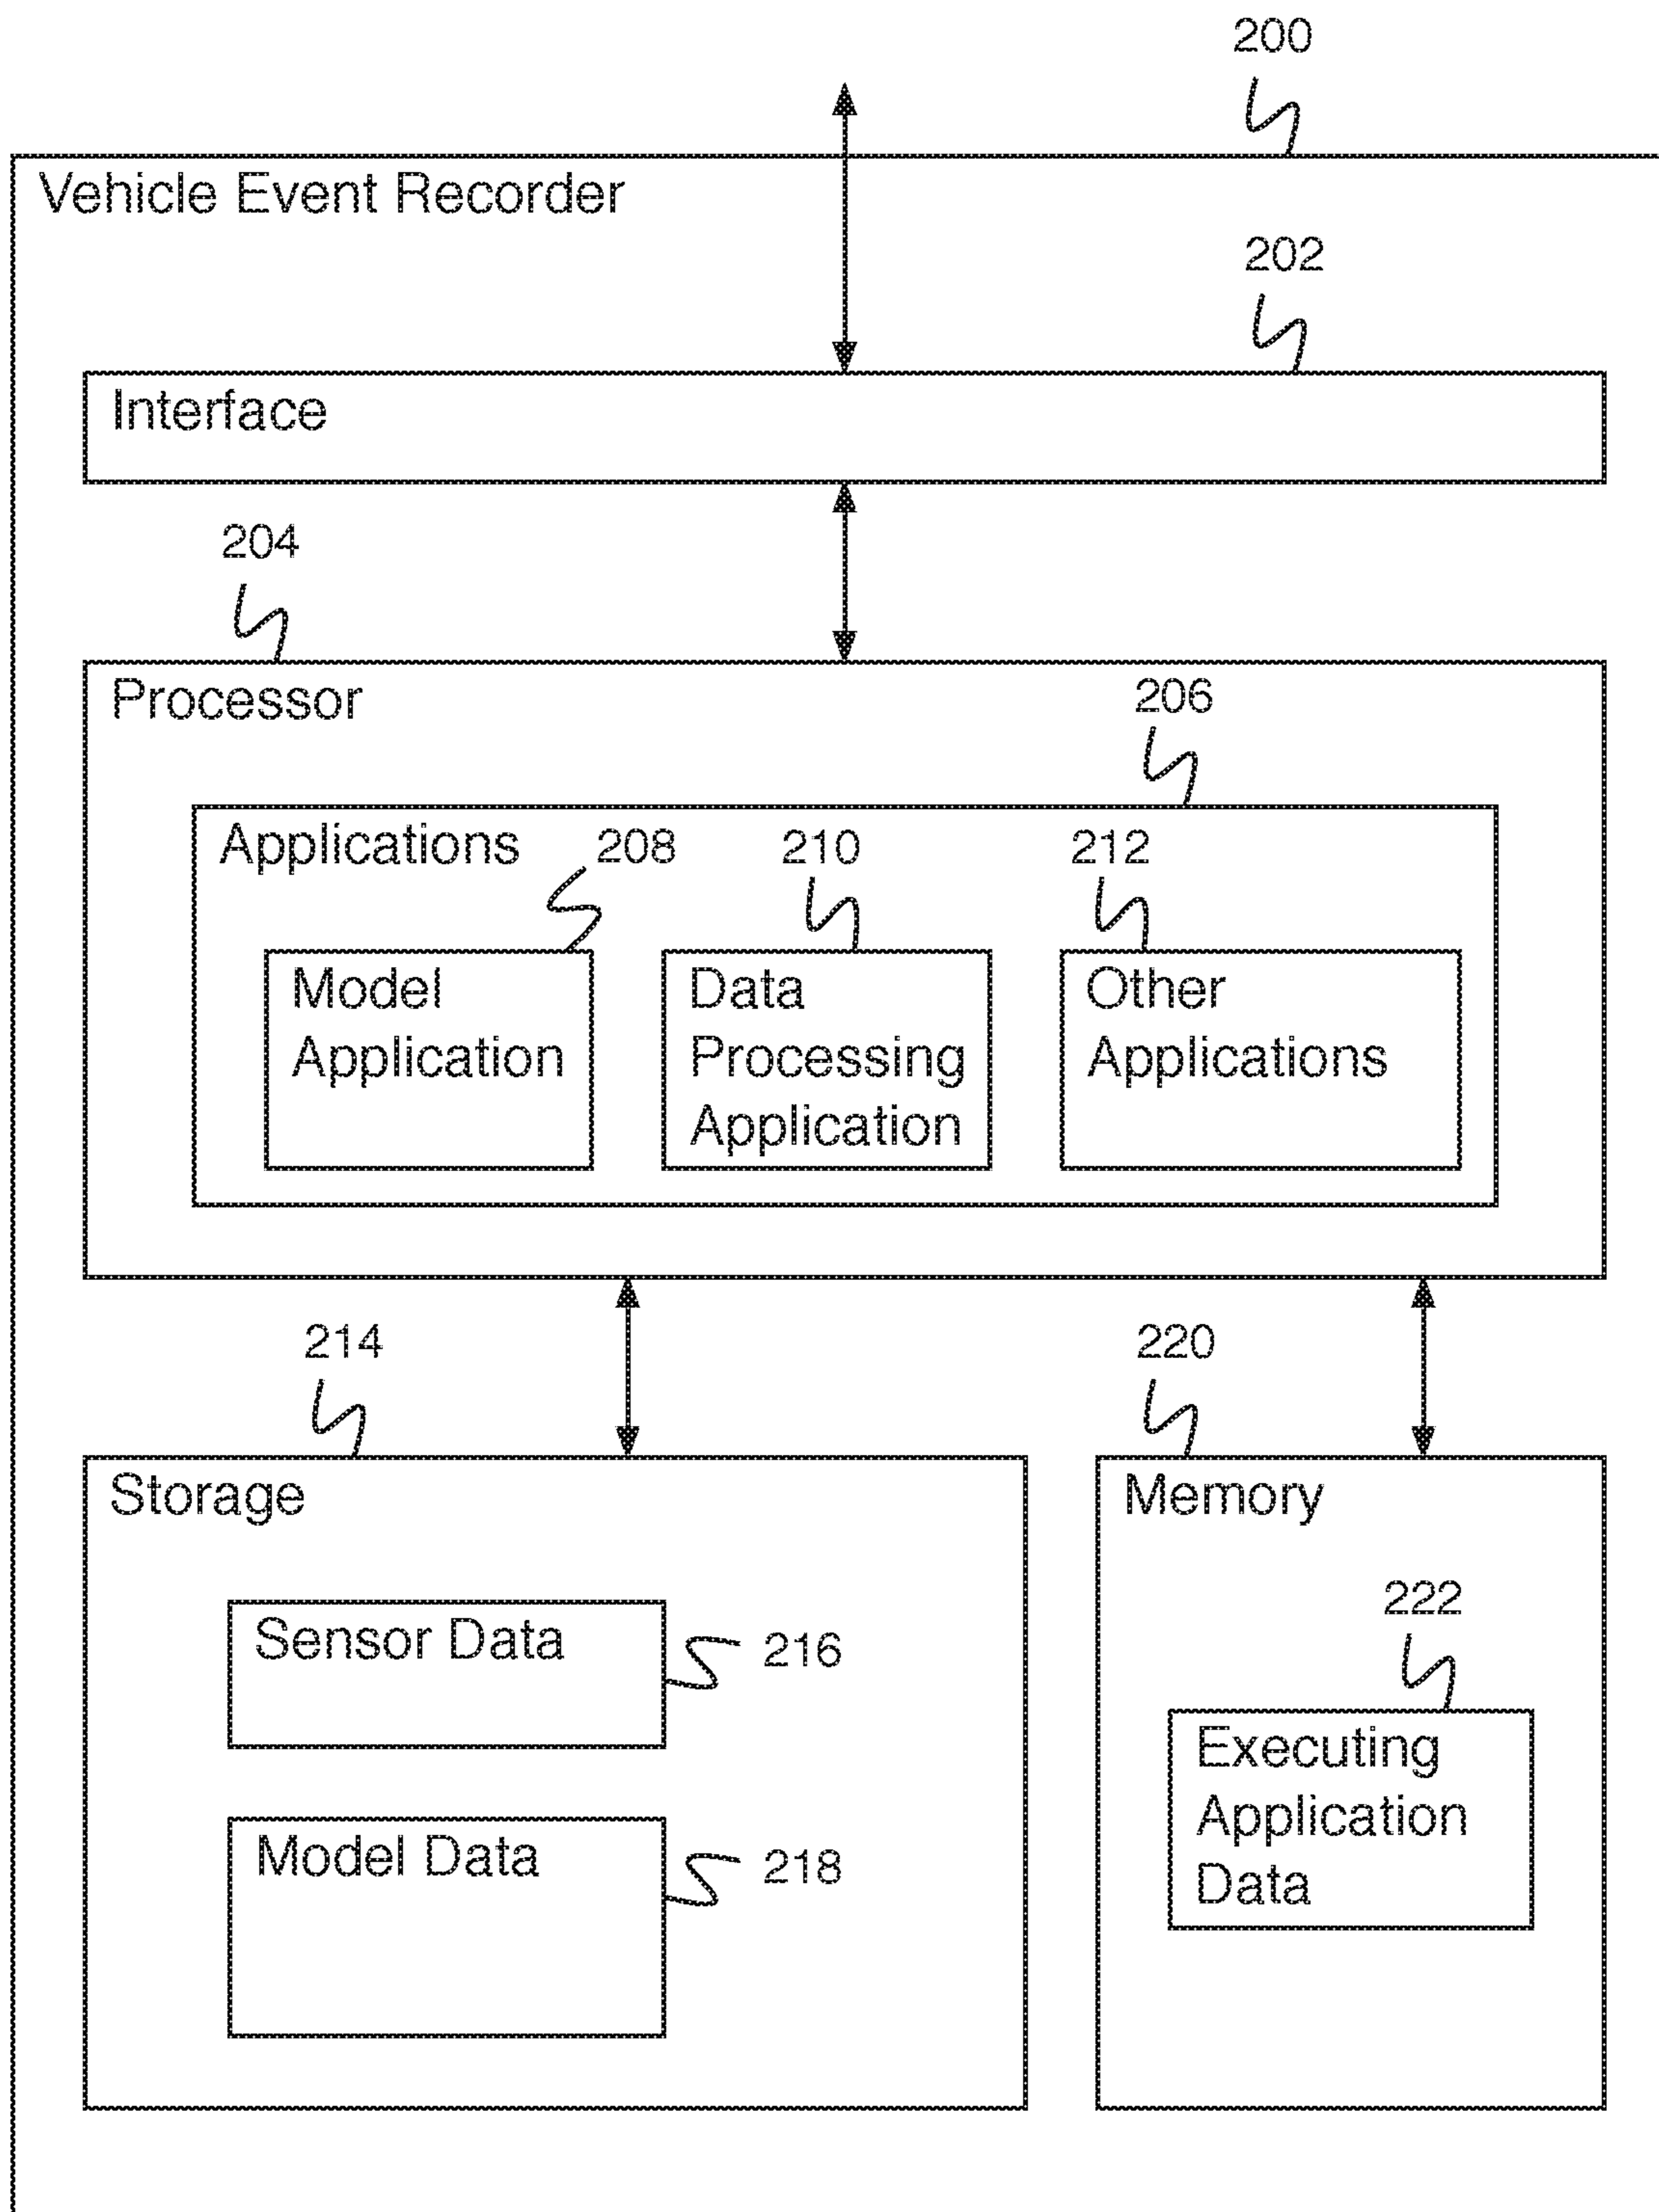 200
Vehicle Event Recorder
202
Interface
204
Processor
206
Applications
208
210
212
Model
Application
Data
Processing
Application
Other
Applications
214
220
Storage
Memory
Sensor Data
216
222
Executing
Application
Data
Model Data
218